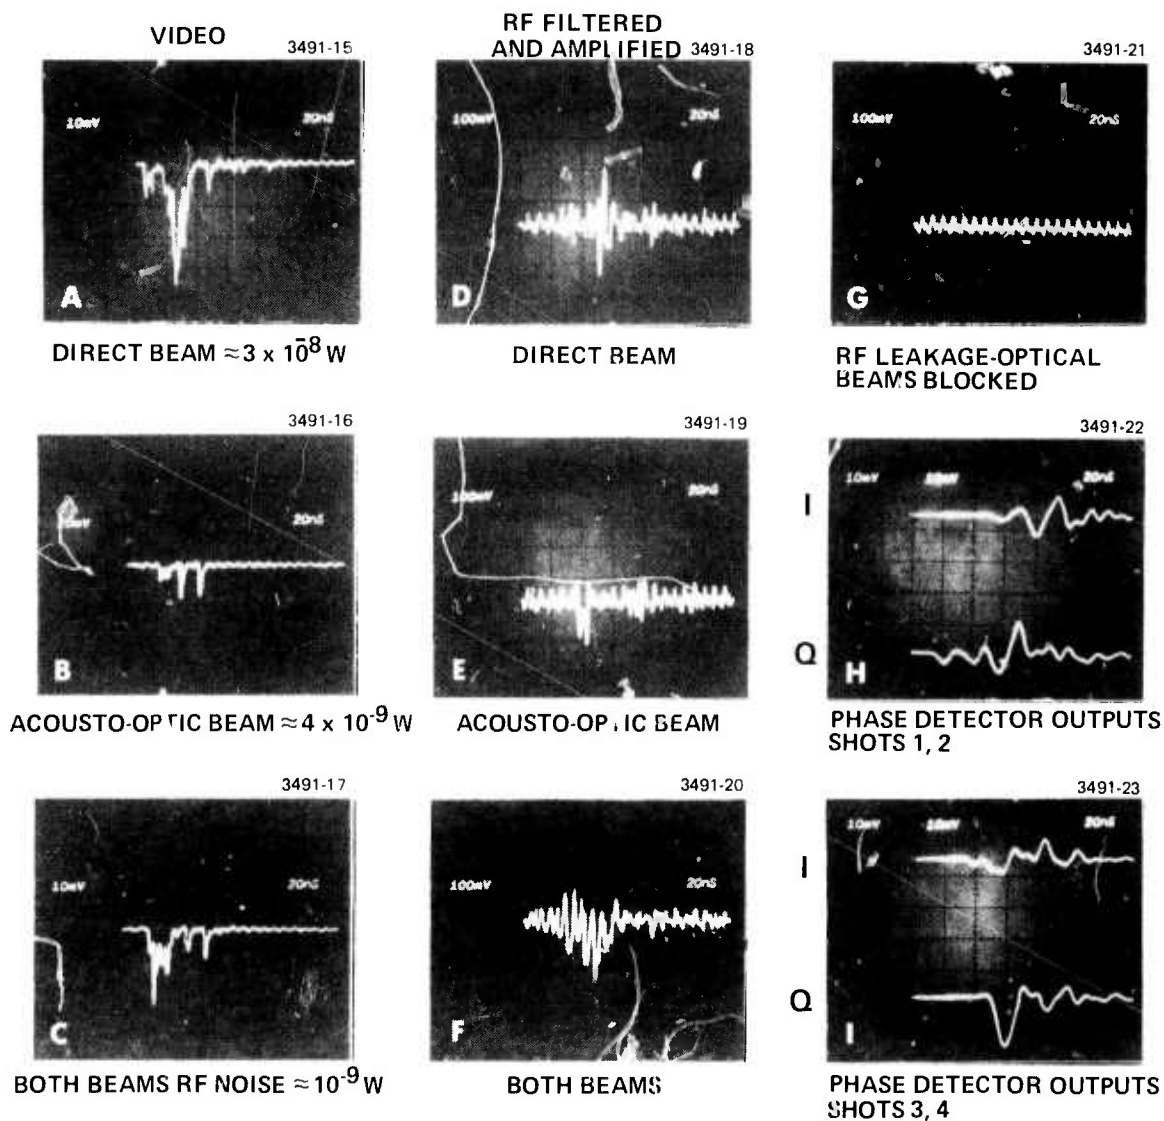 VIDEO
3491-15
10mV
20nS
A
DIRECT BEAM ≈ 3 x 10⁻⁸ W
RF FILTERED
AND AMPLIFIED
3491-18
100mV
20nS
D
DIRECT BEAM
3491-21
100mV
20nS
G
RF LEAKAGE-OPTICAL
BEAMS BLOCKED
3491-16
20nS
B
ACOUSTO-OPTIC BEAM ≈ 4 x 10⁻⁹ W
3491-19
100mV
20nS
E
ACOUSTO-OPTIC BEAM
3491-22
10mV
10mV
20nS
I
Q
H
PHASE DETECTOR OUTPUTS
SHOTS 1, 2
3491-17
10mV
20nS
C
BOTH BEAMS RF NOISE ≈ 10⁻⁹ W
3491-20
100mV
20nS
F
BOTH BEAMS
3491-23
10mV
10mV
20nS
I
Q
I
PHASE DETECTOR OUTPUTS
SHOTS 3, 4